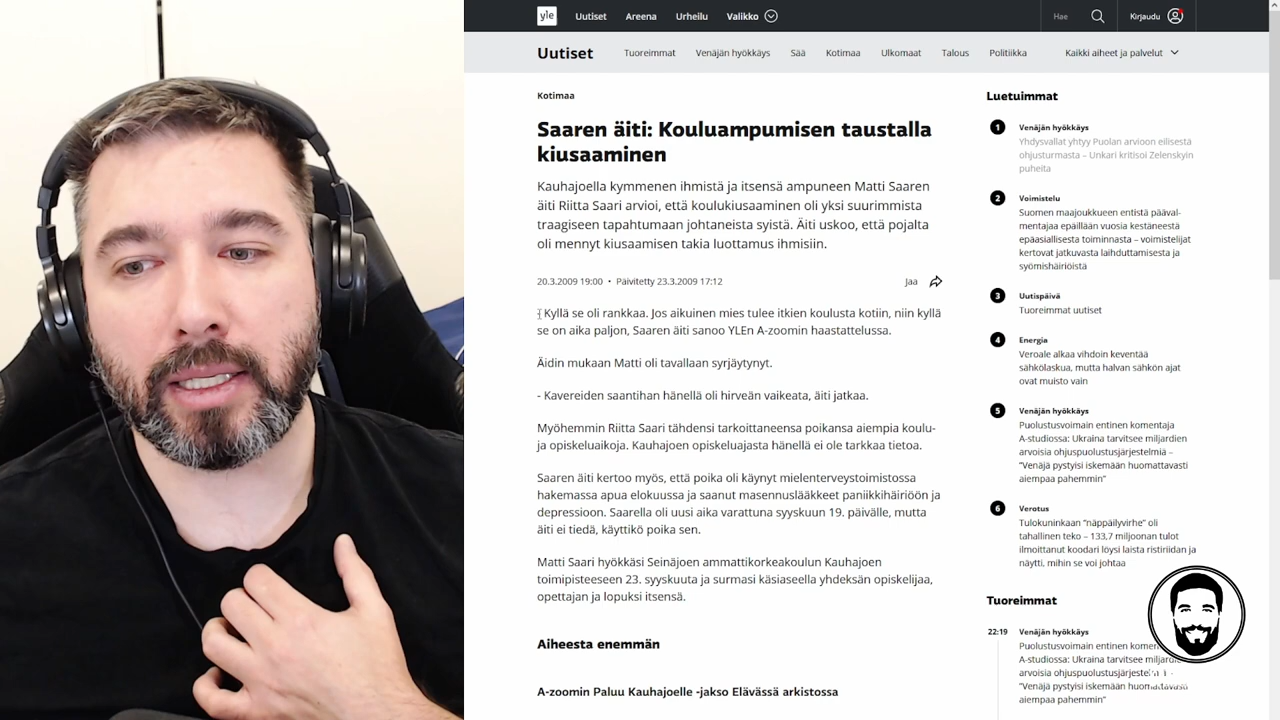 yle
Uutiset
Areena
Urheilu
Valikko
Hae
Kirjaudu
Uutiset
Tuoreimmat
Venäjän hyökkäys
Sää
Kotimaa
Ulkomaat
Talous
Politiikka
Kaikki aiheet ja palvelut
Kotimaa
Saaren äiti: Kouluampumisen taustalla
kiusaaminen
Kauhajoella kymmenen ihmistä ja itsensä ampuneen Matti Saaren
äiti Riitta Saari arvioi, että koulukiusaaminen oli yksi suurimmista
traagiseen tapahtumaan johtaneista syistä. Äiti uskoo, että pojalta
oli mennyt kiusaamisen takia luottamus ihmisiin.
20.3.2009 19:00 • Päivitetty 23.3.2009 17:12
Jaa
Kyllä se oli rankkaa. Jos aikuinen mies tulee itkien koulusta kotiin, niin kyllä
se on aika paljon, Saaren äiti sanoo YLEn A-zoomin haastattelussa.
Äidin mukaan Matti oli tavallaan syrjäytynyt.
- Kavereiden saantihan hänellä oli hirveän vaikeata, äiti jatkaa.
Myöhemmin Riitta Saari tähdensi tarkoittaneensa poikansa aiempia koulu-
ja opiskeluaikoja. Kauhajoen opiskeluajasta hänellä ei ole tarkkaa tietoa.
Saaren äiti kertoo myös, että poika oli käynyt mielenterveystoimistossa
hakemassa apua elokuussa ja saanut masennuslääkkeet paniikkihäiriöön ja
depressioon. Saarella oli uusi aika varattuna syyskuun 19. päivälle, mutta
äiti ei tiedä, käyttikö poika sen.
Matti Saari hyökkäsi Seinäjoen ammattikorkeakoulun Kauhajoen
toimipisteeseen 23. syyskuuta ja surmasi käsiaseella yhdeksän opiskelijaa,
opettajan ja lopuksi itsensä.
Aiheesta enemmän
A-zoomin Paluu Kauhajoelle -jakso Elävässä arkistossa
Luetuimmat
1
Venäjän hyökkäys
Yhdysvallat yhtyy Puolan arvioon eilisestä
ohjusturmasta – Unkari kritisoi Zelenskyin
puheita
2
Voimistelu
Suomen maajoukkueen entistä pääval-
mentajaa epäillään vuosia kestäneestä
epäasiallisesta toiminnasta – voimistelijat
kertovat jatkuvasta laihduttamisesta ja
syömishäiriöistä
3
Uutispäivä
Tuoreimmat uutiset
4
Energia
Veroale alkaa vihdoin keventää
sähkölaskua, mutta halvan sähkön ajat
ovat muisto vain
5
Venäjän hyökkäys
Puolustusvoimain entinen komentaja
A-studiossa: Ukraina tarvitsee miljardien
arvoisia ohjuspuolustusjärjestelmiä –
"Venäjä pystyisi iskemään huomattavasti
aiempaa pahemmin"
6
Verotus
Tulokuninkaan "näppäilyvirhe" oli
tahallinen teko – 133,7 miljoonan tulot
ilmoittanut koodari löysi laista ristiriidan ja
näytti, mihin se voi johtaa
Tuoreimmat
22:19
Venäjän hyökkäys
Puolustusvoimain entinen
A-studiossa: Ukraina tarvitsee
arvoisia
"Venäjä pystyisi iskemään
aiempaa pahemmin"